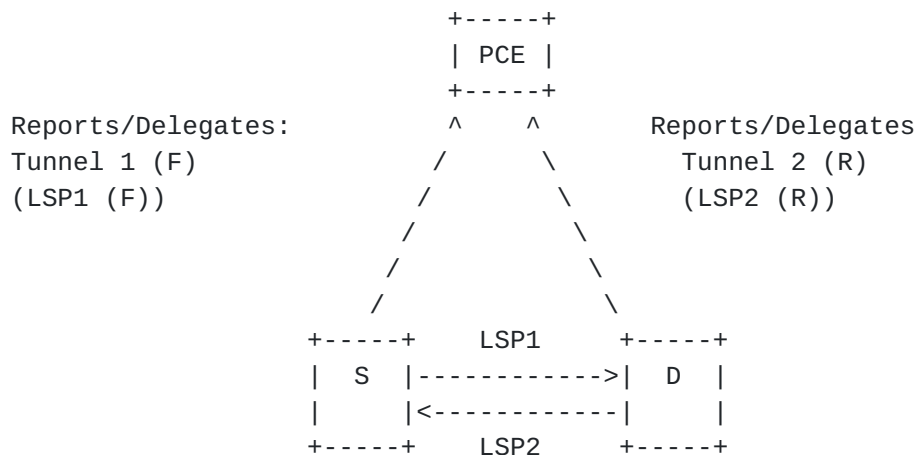 +-----+
                          | PCE |
                          +-----+
Reports/Delegates:        ^    ^       Reports/Delegates
Tunnel 1 (F)             /      \        Tunnel 2 (R)
(LSP1 (F))              /        \       (LSP2 (R))
                       /          \
                      /            \
                     /              \
                 +-----+    LSP1    +-----+
                 |  S  |------------>|  D  |
                 |     |<------------|     |
                 +-----+    LSP2    +-----+